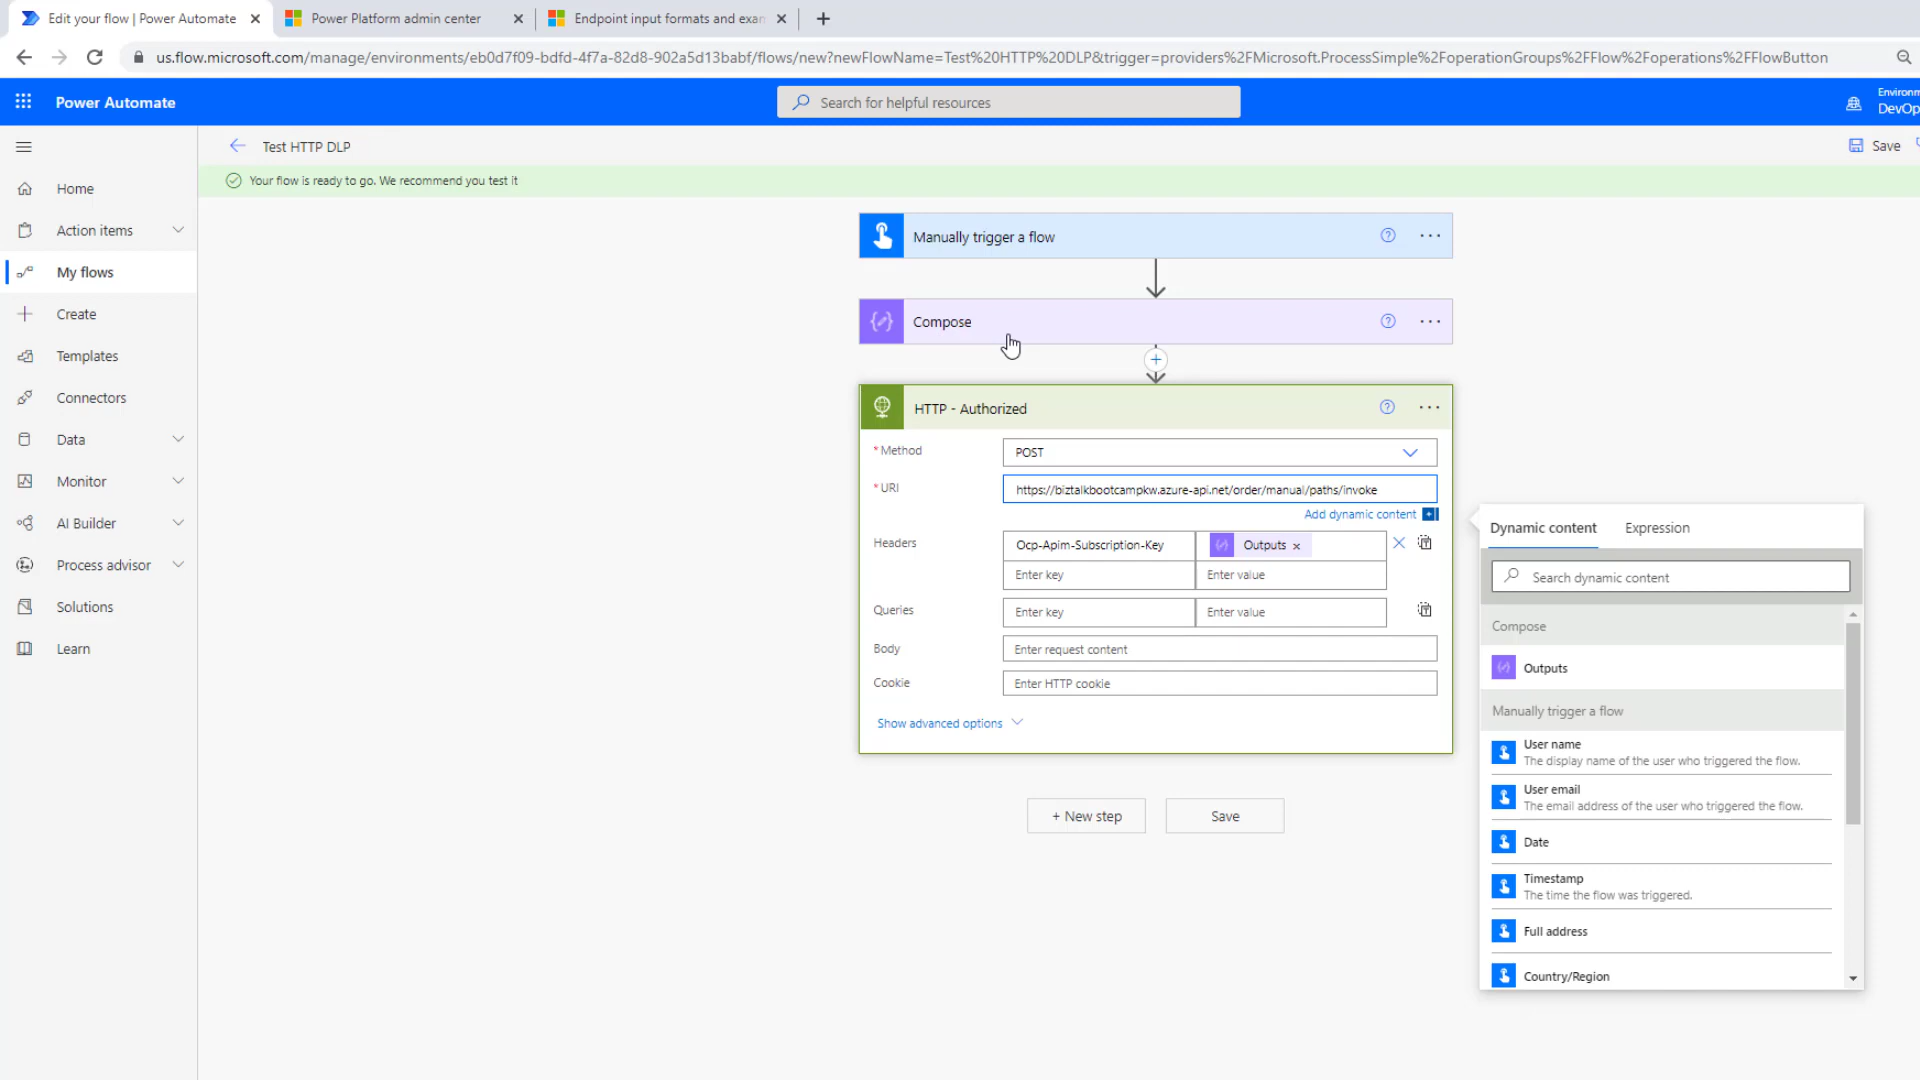 Edit your flow | Power Automate
Power Platform admin center
Endpoint input formats and exam
us.flow.microsoft.com/manage/environments/eb0d7f09-bdfd-4f7a-82d8-902a5d13babf/flows/new?newFlowName=Test%20HTTP%20DLP&trigger=providers%2FMicrosoft.ProcessSimple%2FoperationGroups%2FFlow%2Foperations%2FFlowButton
Power Automate
Search for helpful resources
Environm
DevOp
Test HTTP DLP
Save
Your flow is ready to go. We recommend you test it
Home
Action items
My flows
Create
Templates
Connectors
Data
Monitor
AI Builder
Process advisor
Solutions
Learn
Manually trigger a flow
Compose
HTTP - Authorized
* Method
POST
* URI
https://biztalkbootcampkw.azure-api.net/order/manual/paths/invoke
Add dynamic content
Headers
Ocp-Apim-Subscription-Key
Outputs
Enter key
Enter value
Queries
Enter key
Enter value
Body
Enter request content
Cookie
Enter HTTP cookie
Show advanced options
+ New step
Save
Dynamic content
Expression
Search dynamic content
Compose
Outputs
Manually trigger a flow
User name
The display name of the user who triggered the flow.
User email
The email address of the user who triggered the flow.
Date
Timestamp
The time the flow was triggered.
Full address
Country/Region